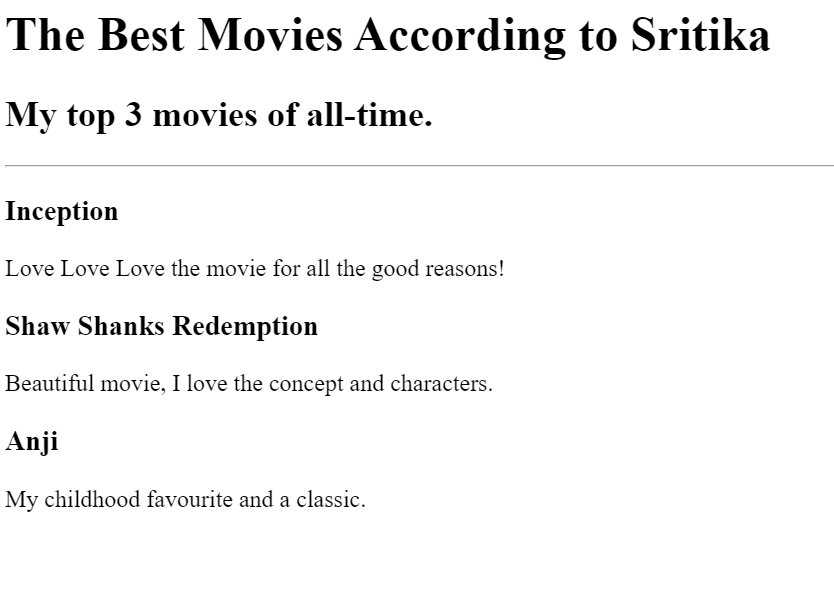 The Best Movies According to Sritika
My top 3 movies of all-time.
Inception
Love Love Love the movie for all the good reasons!
Shaw Shanks Redemption
Beautiful movie, I love the concept and characters.
Anji
My childhood favourite and a classic.